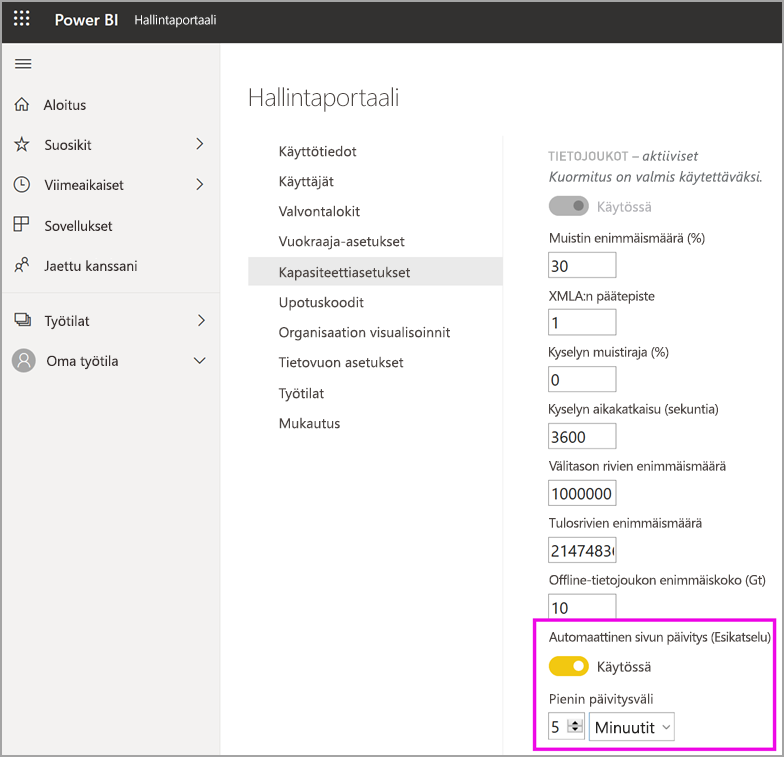 Power BI Hallintaportaali
Aloitus
Suosikit
Viimeaikaiset
Sovellukset
Jaettu kanssani
Työtilat
Oma työtila
Hallintaportaali
Käyttötiedot
Käyttäjät
Valvontalokit
Vuokraaja-asetukset
Kapasiteettiasetukset
Upotuskoodit
Organisaation visualisoinnit
Tietovuon asetukset
Työtilat
Mukautus
TIETOJOUKOT – aktiiviset
Kuormitus on valmis käytettäväksi.
Käytössä
Muistin enimmäismäärä (%)
30
XMLA:n päätepiste
1
Kyselyn muistiraja (%)
0
Kyselyn aikakatkaisu (sekuntia)
3600
Välitason rivien enimmäismäärä
1000000
Tulosrivien enimmäismäärä
2147483
Offline-tietojoukon enimmäiskoko (Gt)
10
Automaattinen sivun päivitys (Esikatselu)
Käytössä
Pienin päivitysväli
5 Minuutit